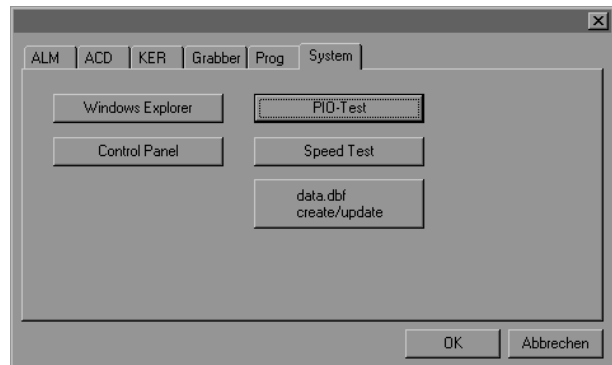 ALM ACD KER Grabber Prog System
Windows Explorer PIO-Test
Control Panel Speed Test
data.dbf
create/update
OK Abbrechen